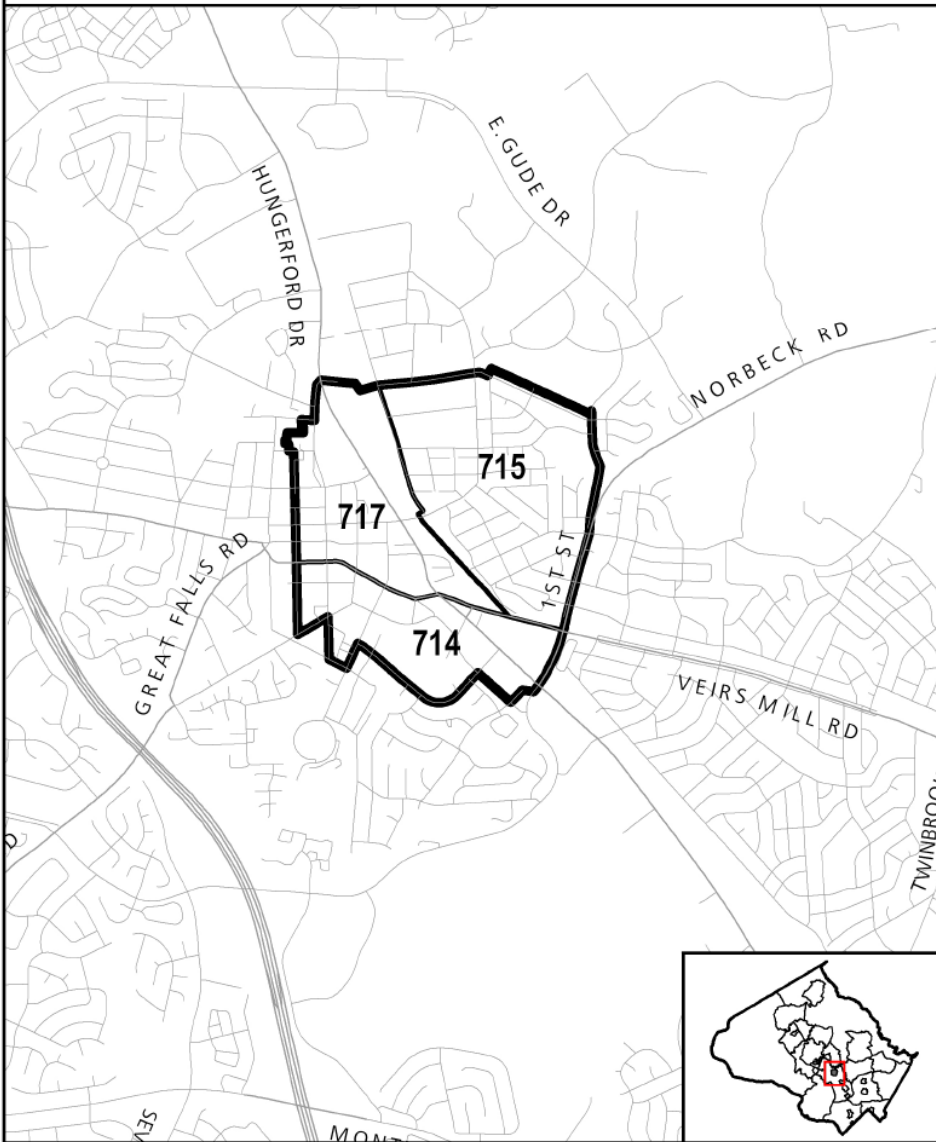 E. GUDE DR
HUNGERFORD DR
NORBECK RD
715
717
1ST ST
GREAT FALLS RD
714
VEIRS MILL RD
TWINBROO
D
SEV
MONT